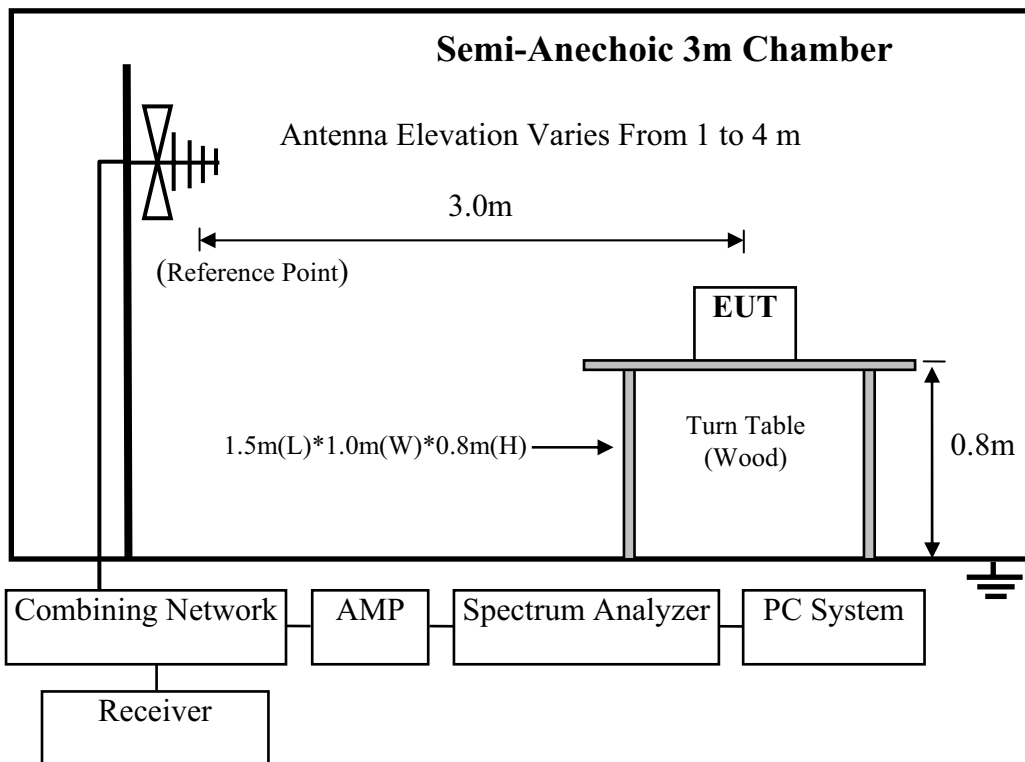 Semi-Anechoic 3m Chamber
Antenna Elevation Varies From 1 to 4 m
3.0m
(Reference Point)
EUT
1.5m(L)*1.0m(W)*0.8m(H)
Turn Table
(Wood)
0.8m
Combining Network
AMP
Spectrum Analyzer
PC System
Receiver